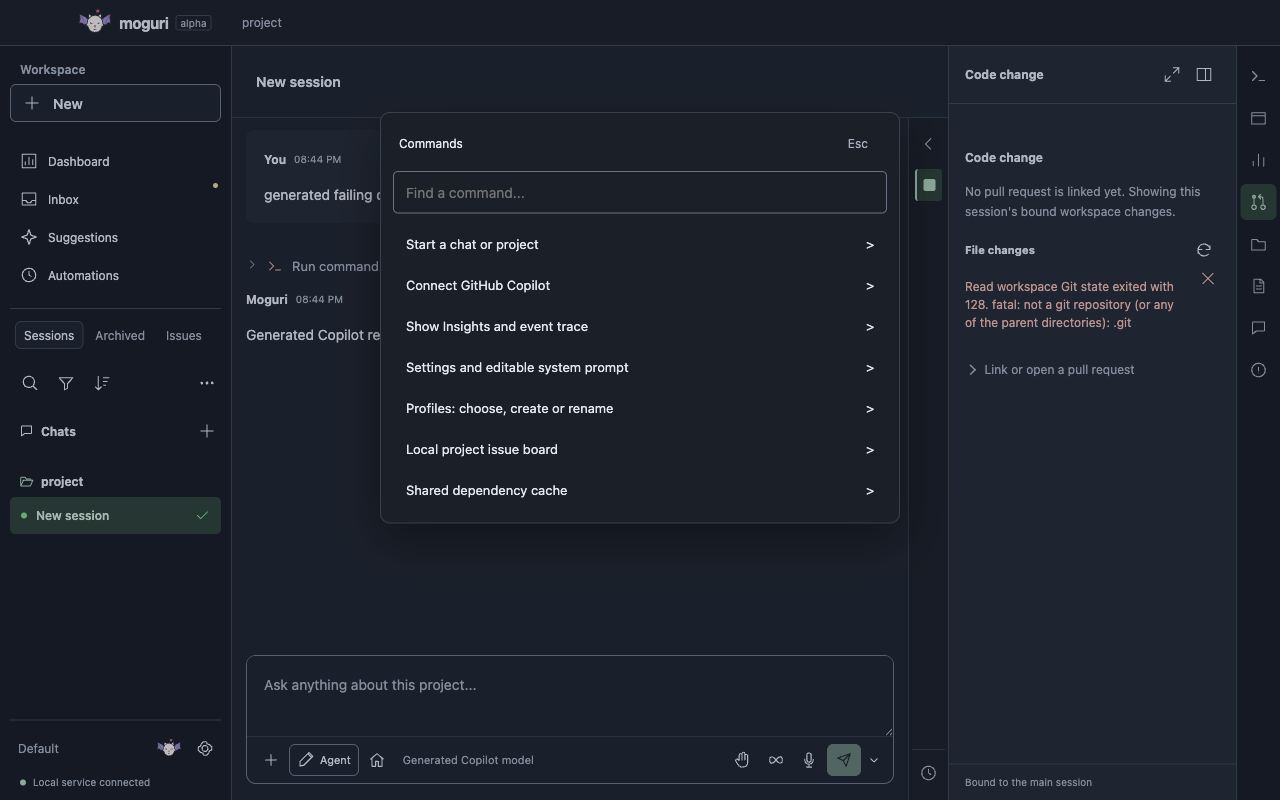 moguri alpha project
Workspace
New
Dashboard
Inbox
Suggestions
Automations
Sessions Archived Issues
Chats
project
New session
Default
Local service connected
New session
You 08:44 PM
generated failing
Run command
Moguri 08:44 PM
Generated Copilot re
Commands Esc
Find a command...
Start a chat or project >
Connect GitHub Copilot >
Show Insights and event trace >
Settings and editable system prompt >
Profiles: choose, create or rename >
Local project issue board >
Shared dependency cache >
Ask anything about this project...
Agent Generated Copilot model
Code change
Code change
No pull request is linked yet. Showing this
session's bound workspace changes.
File changes
Read workspace Git state exited with
128. fatal: not a git repository (or any
of the parent directories): .git
Link or open a pull request
Bound to the main session